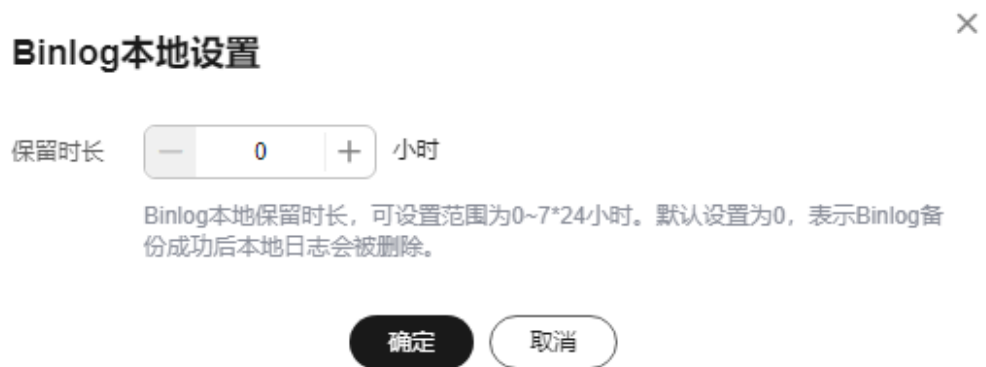 Binlog本地设置
保留时长 0 小时
Binlog本地保留时长，可设置范围为0~7*24小时。默认设置为0，表示Binlog备
份成功后本地日志会被删除。
确定 取消